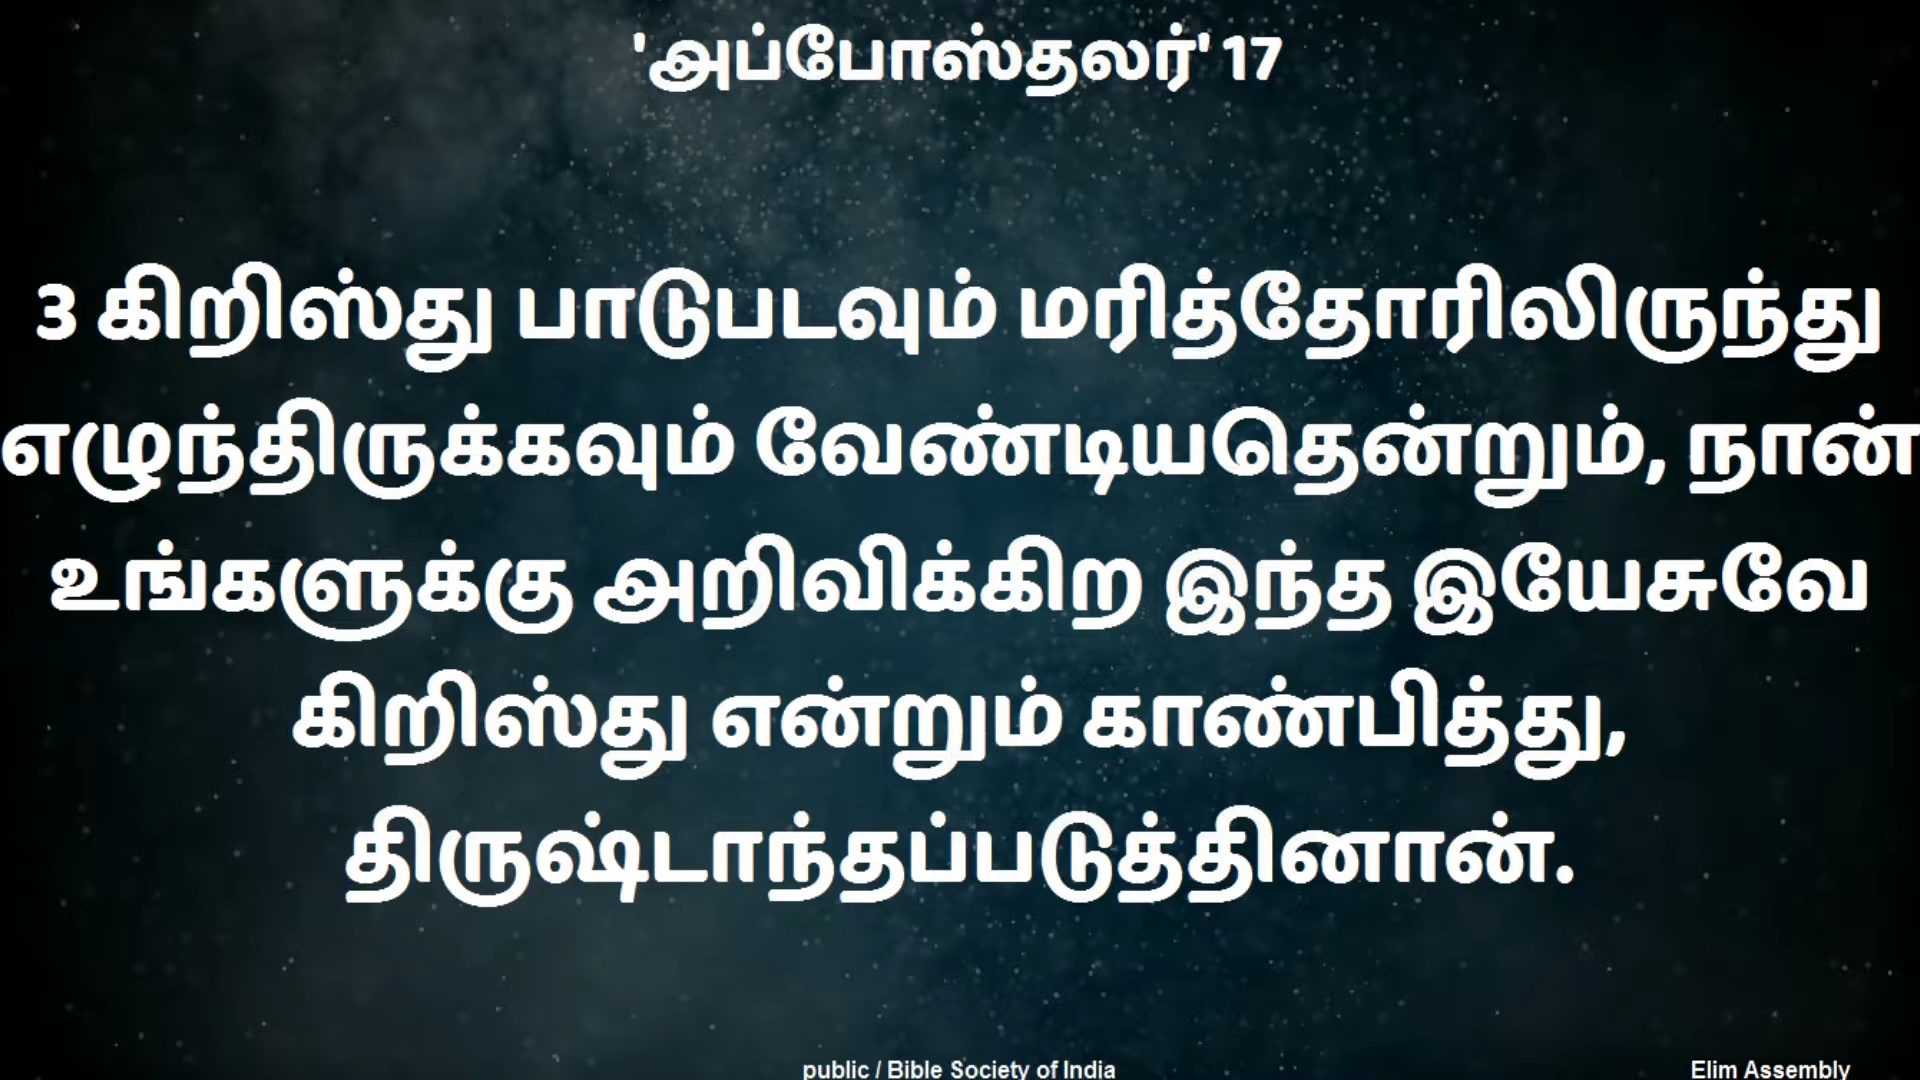 'அப்போஸ்தலர்' 17
3 கிறிஸ்து பாடுபடவும் மரித்தோரிலிருந்து
எழுந்திருக்கவும் வேண்டியதென்றும், நான்
உங்களுக்கு அறிவிக்கிற இந்த இயேசுவே
கிறிஸ்து என்றும் காண்பித்து,
திருஷ்டாந்தப்படுத்தினான்.
public / Bible Society of India
Elim Assembly